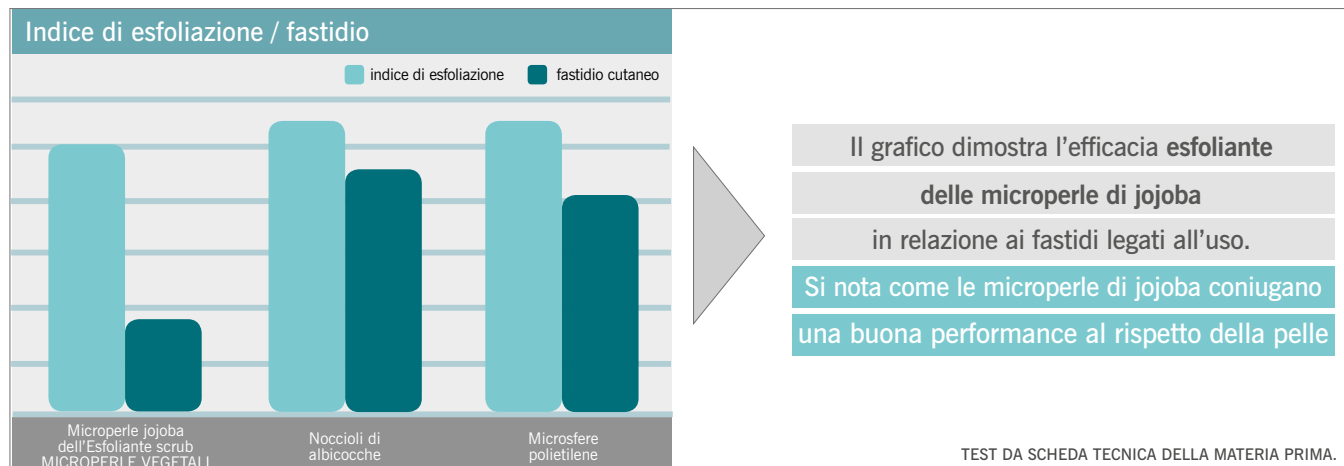 Indice di esfoliazione / fastidio
indice di esfoliazione
fastidio cutaneo
Microperle jojoba
dell'Esfoliante scrub
MICROPERLE VEGETALI
Noccioli di
albicocche
Microsfere
polietilene
Il grafico dimostra l'efficacia esfoliante
delle microperle di jojoba
in relazione ai fastidi legati all'uso.
Si nota come le microperle di jojoba coniugano
una buona performance al rispetto della pelle
TEST DA SCHEDA TECNICA DELLA MATERIA PRIMA.